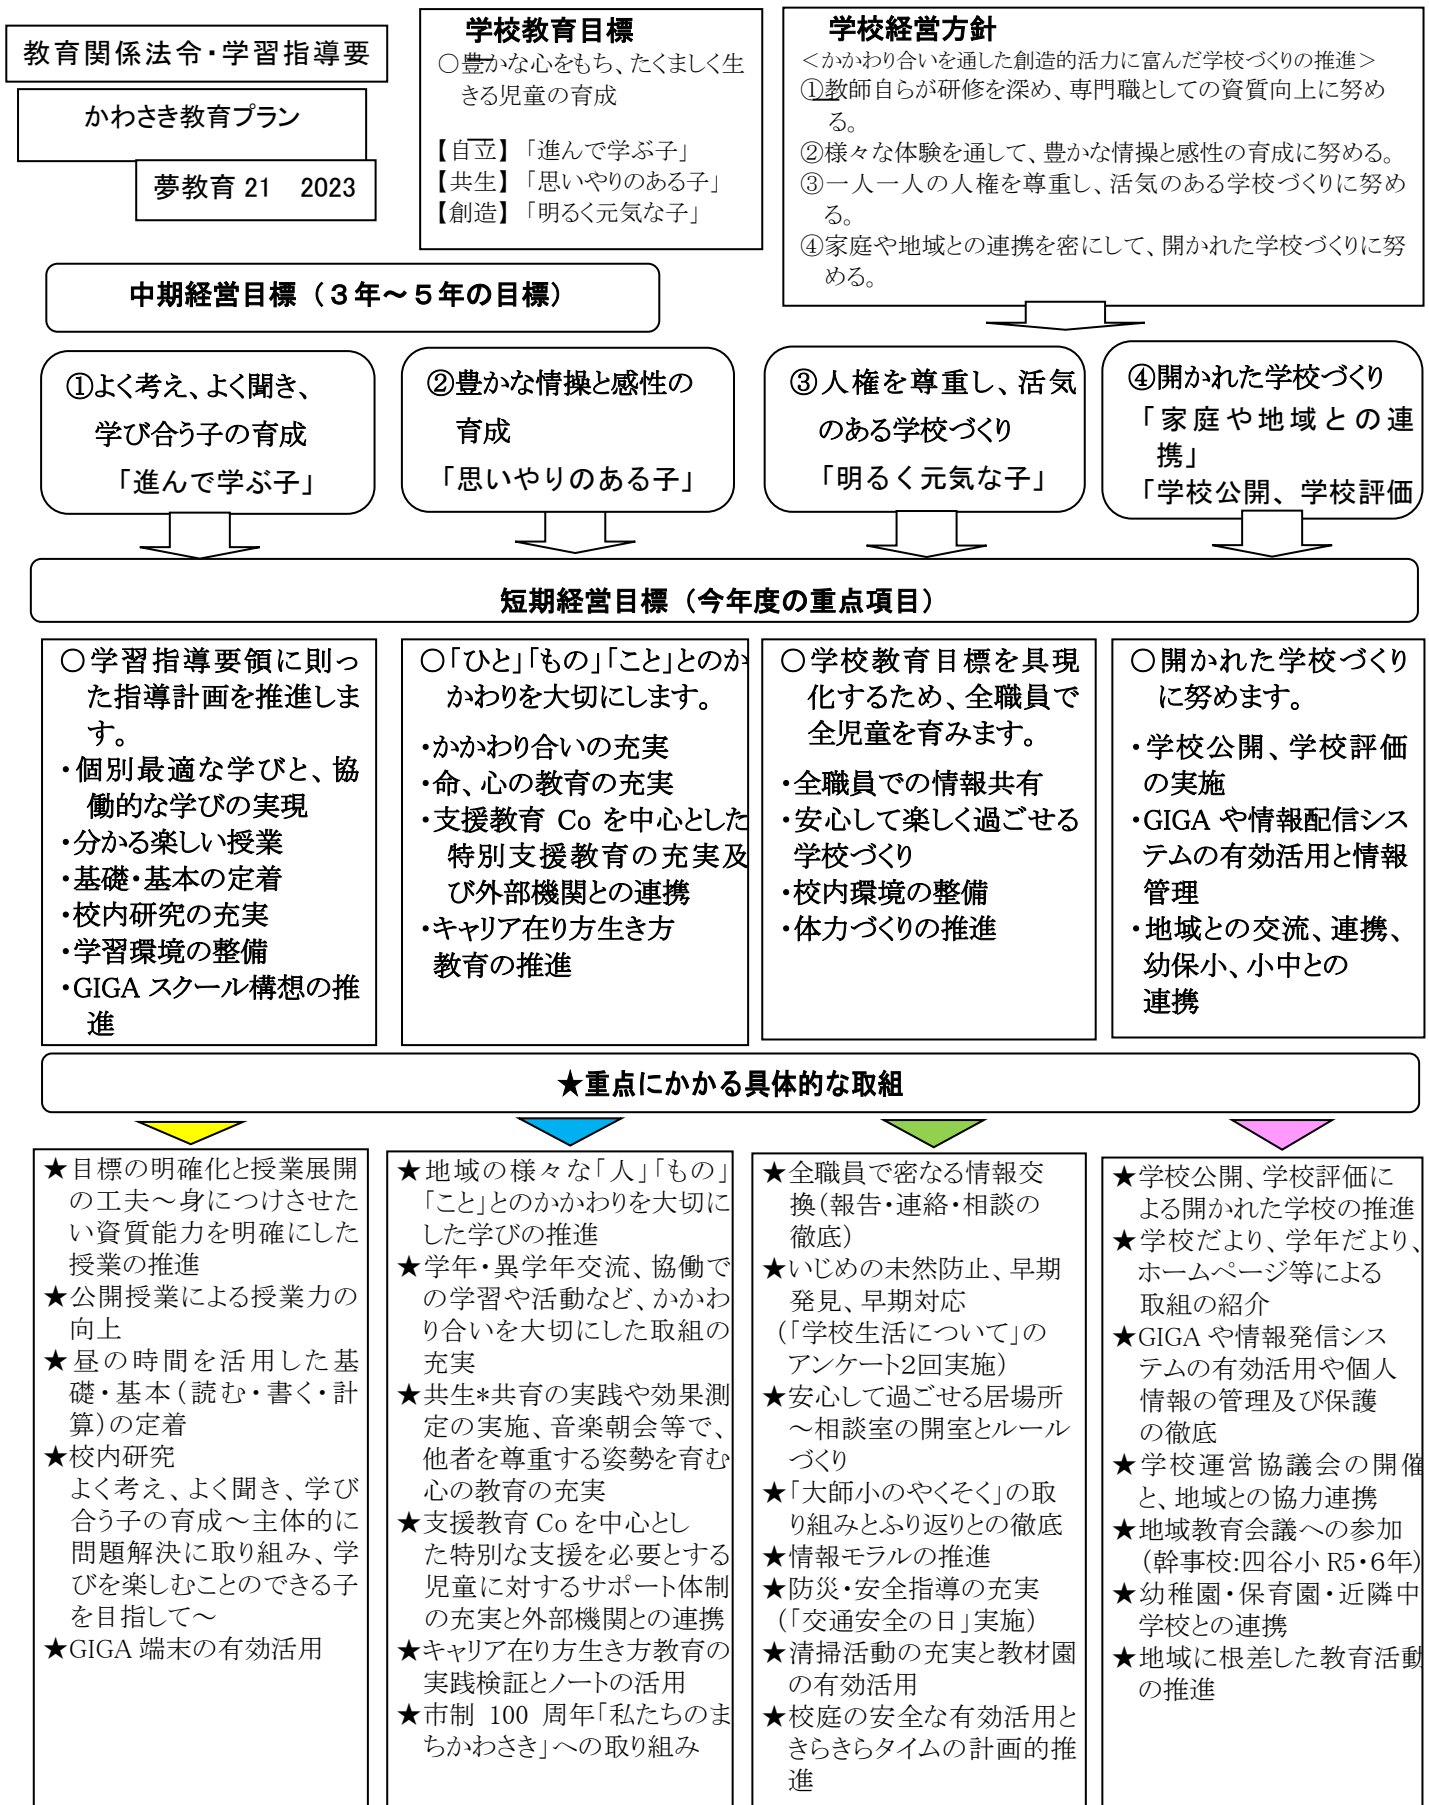 教育関係法令・学習指導要
かわさき教育プラン
夢教育 21　2023
学校教育目標
○豊かな心をもち、たくましく生
きる児童の育成
【自立】「進んで学ぶ子」
【共生】「思いやりのある子」
【創造】「明るく元気な子」
学校経営方針
＜かかわり合いを通した創造的活力に富んだ学校づくりの推進＞
①教師自らが研修を深め、専門職としての資質向上に努め
る。
②様々な体験を通して、豊かな情操と感性の育成に努める。
③一人一人の人権を尊重し、活気のある学校づくりに努め
る。
④家庭や地域との連携を密にして、開かれた学校づくりに努
める。
中期経営目標（３年～５年の目標）
①よく考え、よく聞き、
学び合う子の育成
「進んで学ぶ子」
②豊かな情操と感性の
育成
「思いやりのある子」
③人権を尊重し、活気
のある学校づくり
「明るく元気な子」
④開かれた学校づくり
「家庭や地域との連
携」
「学校公開、学校評価
短期経営目標（今年度の重点項目）
○学習指導要領に則っ
た指導計画を推進しま
す。
・個別最適な学びと、協
働的な学びの実現
・分かる楽しい授業
・基礎・基本の定着
・校内研究の充実
・学習環境の整備
・GIGA スクール構想の推
進
○「ひと」「もの」「こと」とのか
かわりを大切にします。
・かかわり合いの充実
・命、心の教育の充実
・支援教育 Co を中心とした
特別支援教育の充実及
び外部機関との連携
・キャリア在り方生き方
教育の推進
○学校教育目標を具現
化するため、全職員で
全児童を育みます。
・全職員での情報共有
・安心して楽しく過ごせる
学校づくり
・校内環境の整備
・体力づくりの推進
○開かれた学校づくり
に努めます。
・学校公開、学校評価
の実施
・GIGA や情報配信シス
テムの有効活用と情報
管理
・地域との交流、連携、
幼保小、小中との
連携
★重点にかかる具体的な取組
★目標の明確化と授業展開
の工夫～身につけさせた
い資質能力を明確にした
授業の推進
★公開授業による授業力の
向上
★昼の時間を活用した基
礎・基本（読む・書く・計
算）の定着
★校内研究
よく考え、よく聞き、学び
合う子の育成～主体的に
問題解決に取り組み、学
びを楽しむことのできる子
を目指して～
★GIGA 端末の有効活用
★地域の様々な「人」「もの」
「こと」とのかかわりを大切に
した学びの推進
★学年・異学年交流、協働で
の学習や活動など、かかわ
り合いを大切にした取組の
充実
★共生*共育の実践や効果測
定の実施、音楽朝会等で、
他者を尊重する姿勢を育む
心の教育の充実
★支援教育 Co を中心とし
た特別な支援を必要とする
児童に対するサポート体制
の充実と外部機関との連携
★キャリア在り方生き方教育の
実践検証とノートの活用
★市制 100 周年「私たちのま
ちかわさき」への取り組み
★全職員で密なる情報交
換（報告・連絡・相談の
徹底）
★いじめの未然防止、早期
発見、早期対応
（「学校生活について」の
アンケート2回実施）
★安心して過ごせる居場所
～相談室の開室とルール
づくり
★「大師小のやくそく」の取
り組みとふり返りとの徹底
★情報モラルの推進
★防災・安全指導の充実
（「交通安全の日」実施）
★清掃活動の充実と教材園
の有効活用
★校庭の安全な有効活用と
きらきらタイムの計画的推
進
★学校公開、学校評価に
よる開かれた学校の推進
★学校だより、学年だより、
ホームページ等による
取組の紹介
★GIGA や情報発信シス
テムの有効活用や個人
情報の管理及び保護
の徹底
★学校運営協議会の開催
と、地域との協力連携
★地域教育会議への参加
（幹事校:四谷小 R5・６年）
★幼稚園・保育園・近隣中
学校との連携
★地域に根差した教育活動
の推進